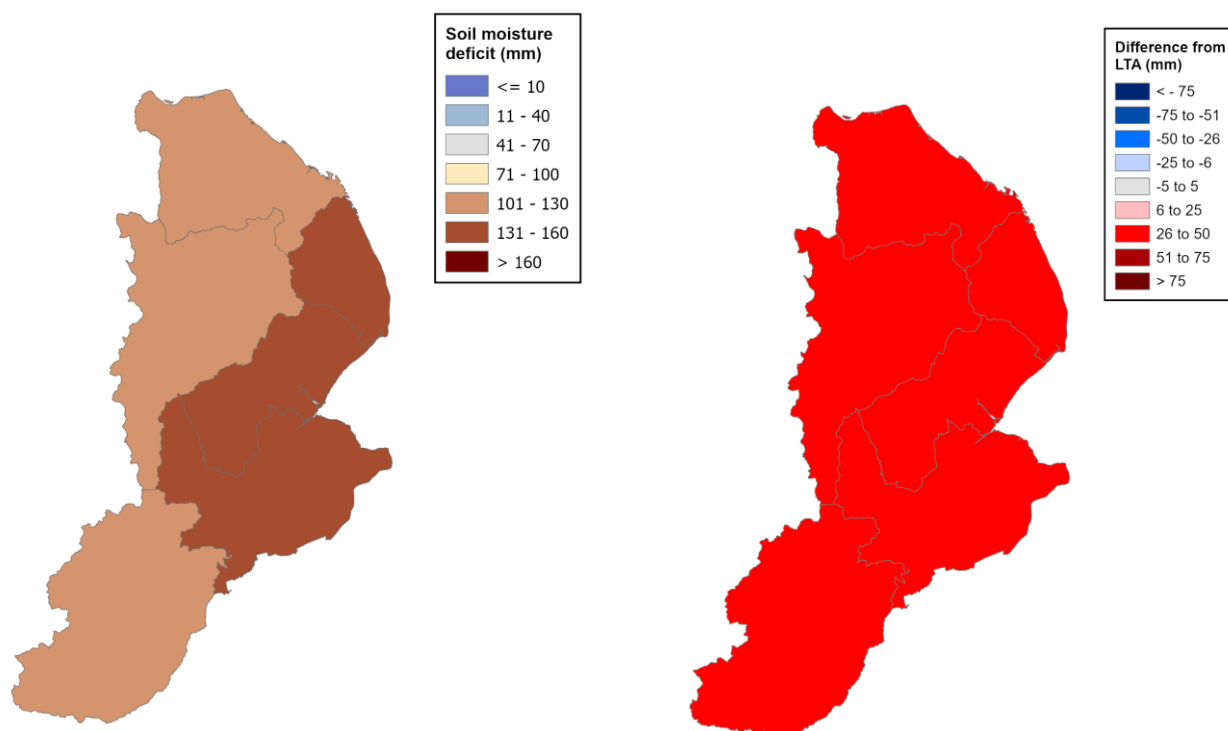 Soil moisture
deficit (mm)
<= 10
11 - 40
41 - 70
71 - 100
101 - 130
131 - 160
> 160
Difference from
LTA (mm)
< - 75
-75 to -51
-50 to -26
-25 to -6
-5 to 5
6 to 25
26 to 50
51 to 75
> 75